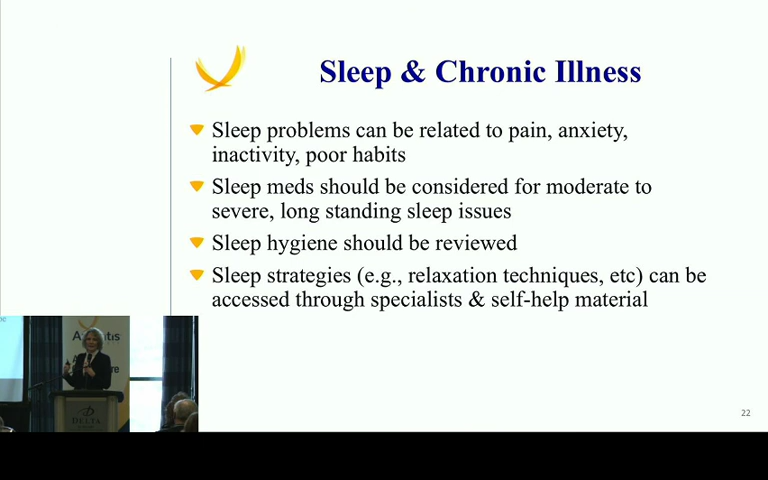 Sleep & Chronic Illness
Sleep problems can be related to pain, anxiety,
inactivity, poor habits
Sleep meds should be considered for moderate to
severe, long standing sleep issues
Sleep hygiene should be reviewed
Sleep strategies (e.g., relaxation techniques, etc) can be
accessed through specialists & self-help material
DELTA
22